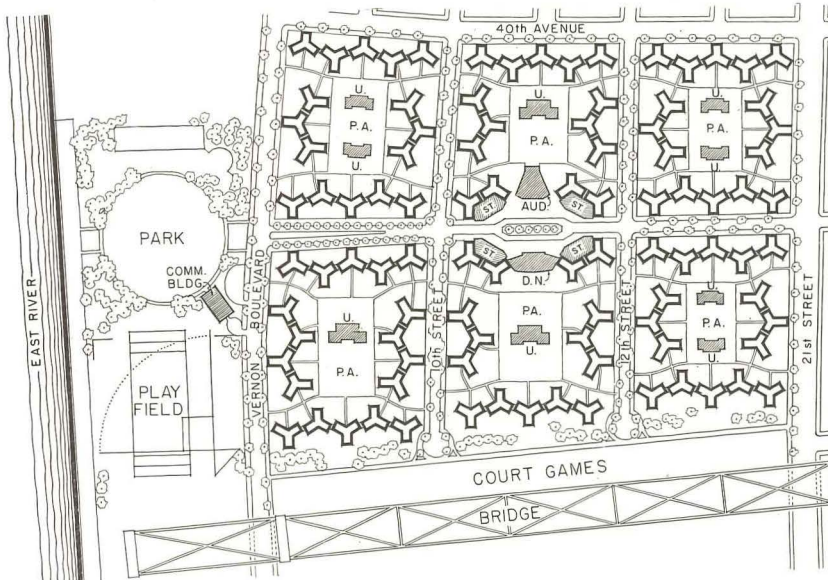 40th AVENUE
U.
P.A.
U.
U.
P.A.
AUD.
ST.
ST.
U.
P.A.
U.
PARK
COMM.
BLDG.
EAST RIVER
VERNON BOULEVARD
U.
P.A.
10th STREET
ST.
ST.
D.N.
P.A.
U.
12th STREET
U.
P.A.
U.
21st STREET
PLAY
FIELD
COURT GAMES
BRIDGE